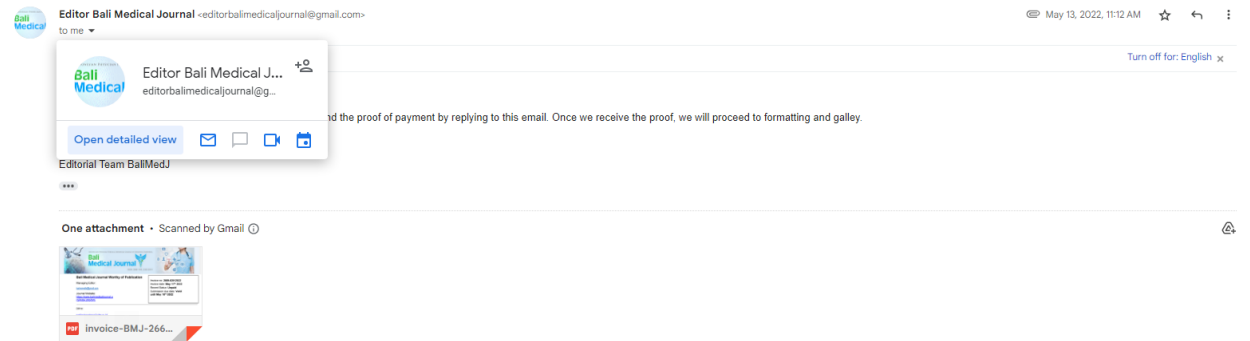 Editor Bali Medical Journal <editorbalimedicaljournal@gmail.com>
May 13, 2022, 11:12 AM
to me
Bali
Medical
Turn off for: English ×
Bali
Medical
Editor Bali Medical J...
editorbalimedicaljournal@g...
nd the proof of payment by replying to this email. Once we receive the proof, we will proceed to formatting and galley.
Open detailed view
Editorial Team BaliMedJ
•••
One attachment • Scanned by Gmail
Bali
Medical Journal
PDF invoice-BMJ-266...